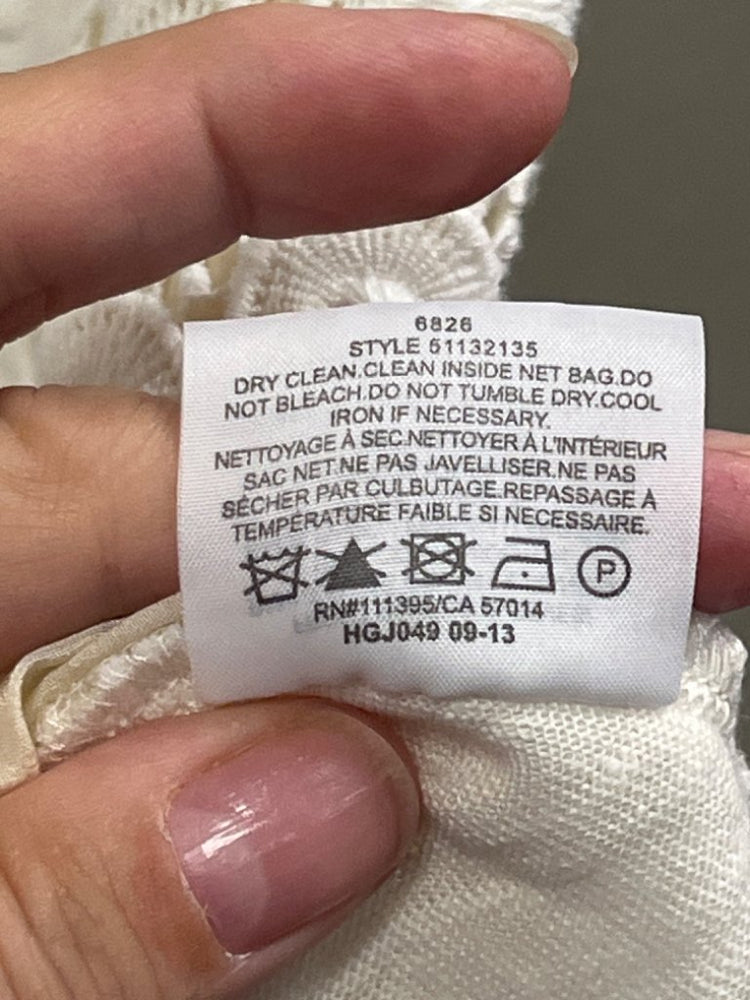 6826
STYLE 61132135
DRY CLEAN.CLEAN INSIDE NET BAG.DO
NOT BLEACH.DO NOT TUMBLE DRY.COOL
IRON IF NECESSARY.
NETTOYAGE À SEC.NETTOYER À L'INTÉRIEUR
SAC NET.NE PAS JAVELLISER.NE PAS
SÉCHER PAR CULBUTAGE.REPASSAGE À
TEMPÉRATURE FAIBLE SI NECESSAIRE.
P
RN#111395/CA 57014
HGJ049 09-13